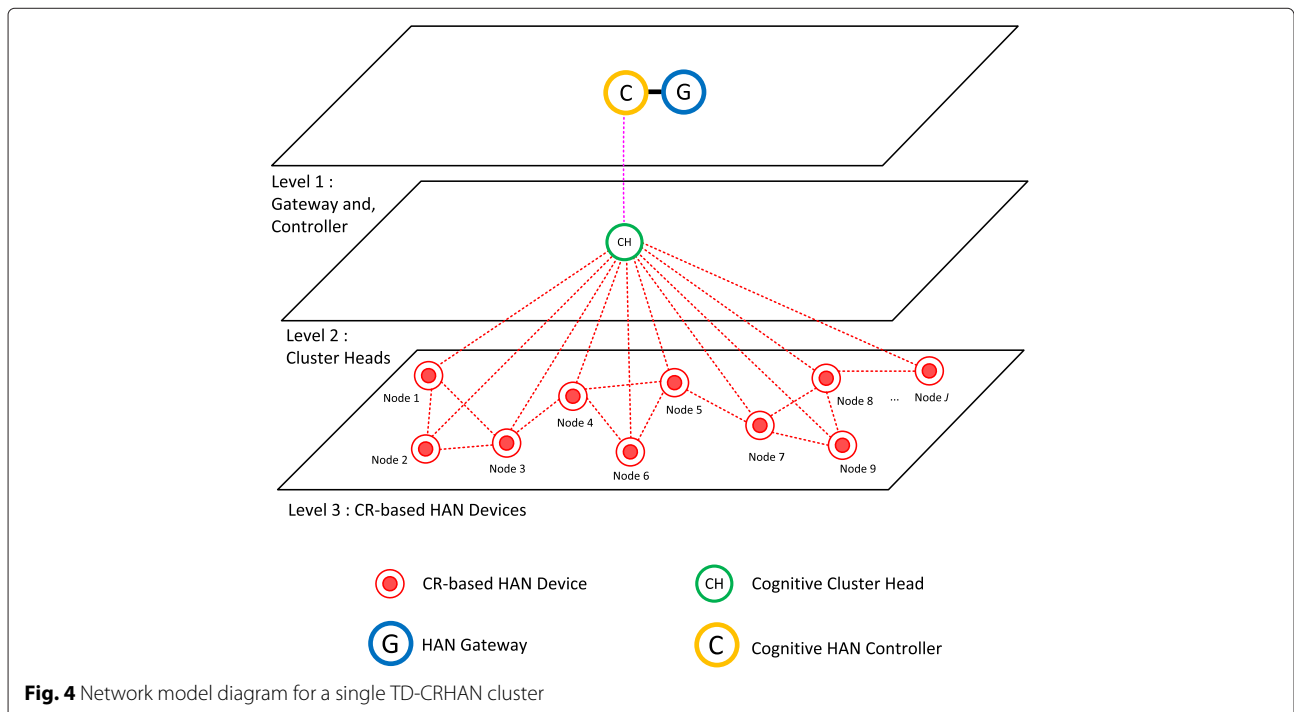 C
G
Level 1 :
Gateway and,
Controller
CH
Level 2 :
Cluster Heads
Node 1
Node 2
Node 3
Node 4
Node 5
Node 6
Node 7
Node 8
... Node J
Node 9
Level 3 : CR-based HAN Devices
CR-based HAN Device
CH Cognitive Cluster Head
G HAN Gateway
C Cognitive HAN Controller
Fig. 4 Network model diagram for a single TD-CRHAN cluster